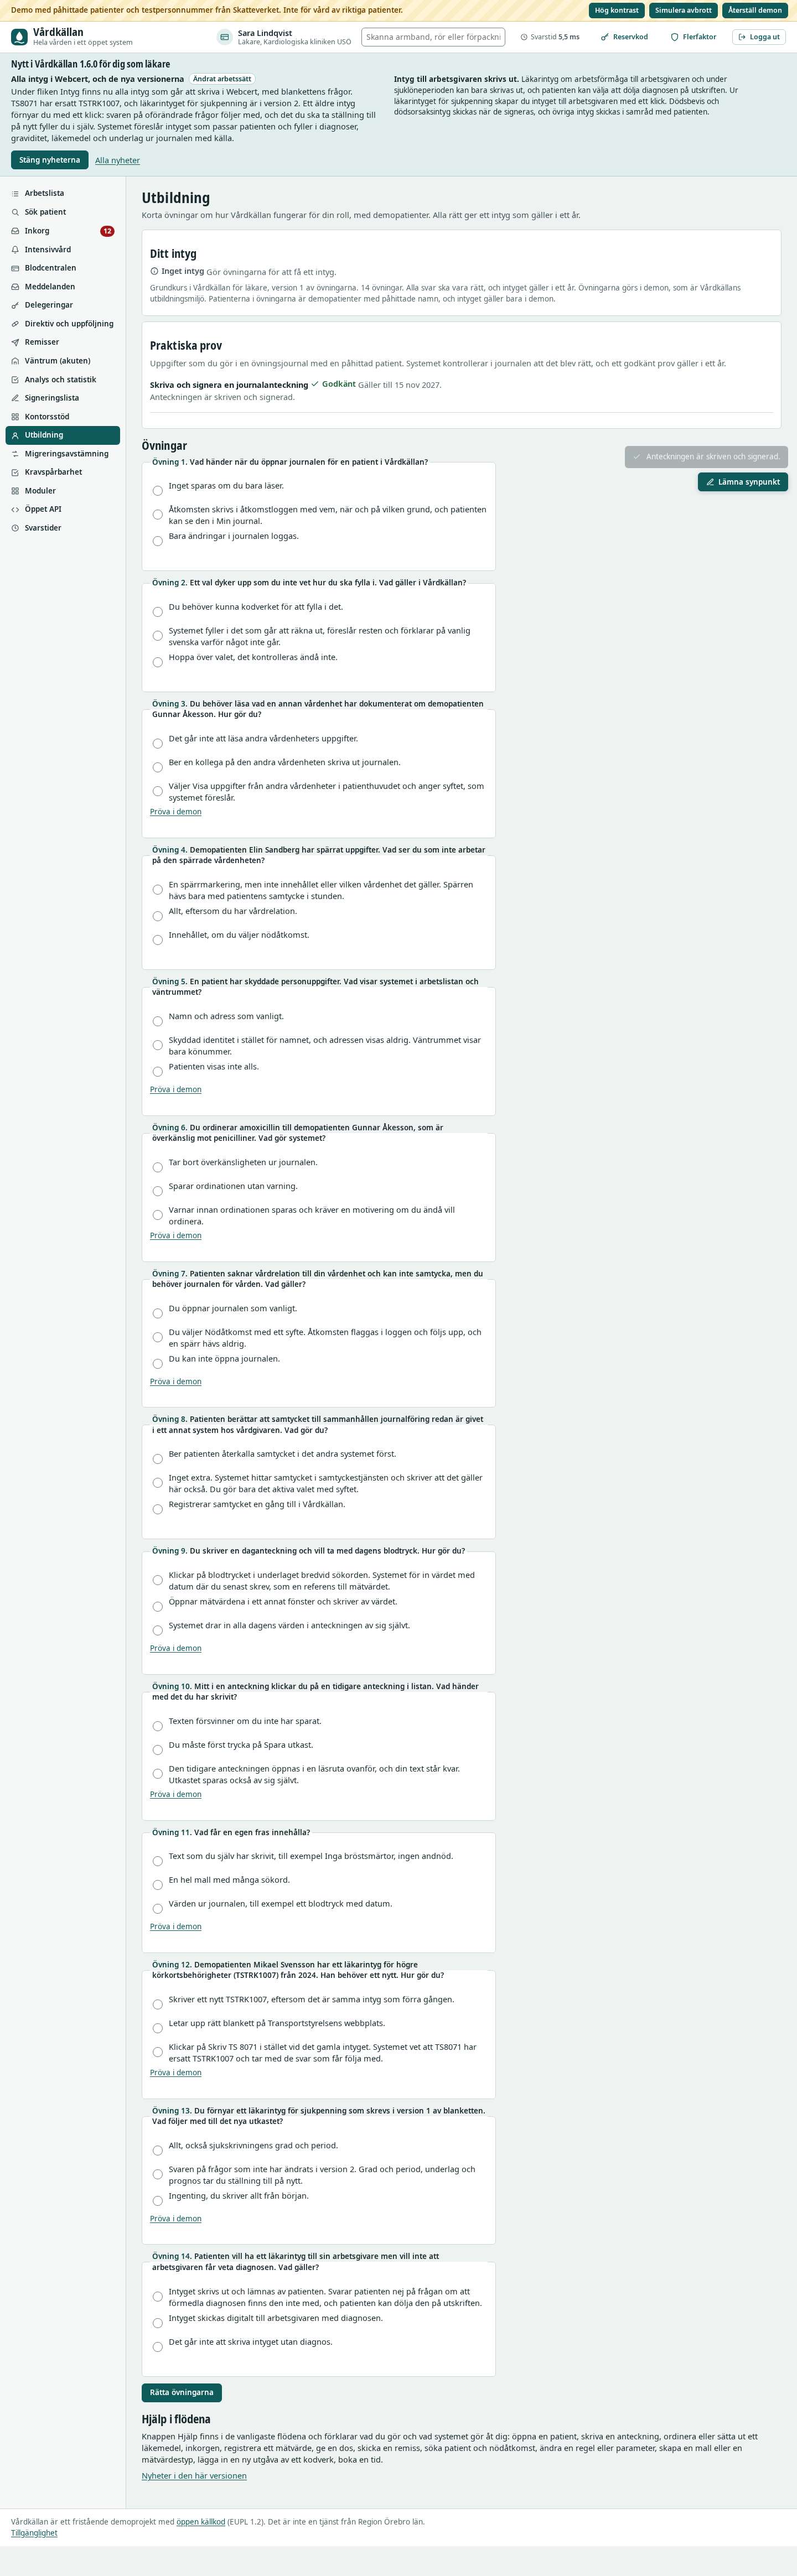 Demo med påhittade patienter och testpersonnummer från Skatteverket. Inte för vård av riktiga patienter.
Hög kontrast
Simulera avbrott
Återställ demon
Vårdkällan
Hela vården i ett öppet system
Sara Lindqvist
Läkare, Kardiologiska kliniken USÖ
Skanna armband, rör eller förpackni
Svarstid 5,5 ms
Reservkod
Flerfaktor
Logga ut
Nytt i Vårdkällan 1.6.0 för dig som läkare
Alla intyg i Webcert, och de nya versionerna Ändrat arbetssätt
Under fliken Intyg finns nu alla intyg som går att skriva i Webcert, med blanketternas frågor.
TS8071 har ersatt TSTRK1007, och läkarintyget för sjukpenning är i version 2. Ett äldre intyg
förnyar du med ett klick: svaren på oförändrade frågor följer med, och det du ska ta ställning till
på nytt fyller du i själv. Systemet föreslår intyget som passar patienten och fyller i diagnoser,
graviditet, läkemedel och underlag ur journalen med källa.
Intyg till arbetsgivaren skrivs ut. Läkarintyg om arbetsförmåga till arbetsgivaren och under
sjuklöneperioden kan bara skrivas ut, och patienten kan välja att dölja diagnosen på utskriften. Ur
läkarintyget för sjukpenning skapar du intyget till arbetsgivaren med ett klick. Dödsbevis och
dödsorsaksintyg skickas när de signeras, och övriga intyg skickas i samråd med patienten.
Stäng nyheterna
Alla nyheter
Arbetslista
Sök patient
Inkorg 12
Intensivvård
Blodcentralen
Meddelanden
Delegeringar
Direktiv och uppföljning
Remisser
Väntrum (akuten)
Analys och statistik
Signeringslista
Kontorsstöd
Utbildning
Migreringsavstämning
Kravspårbarhet
Moduler
Öppet API
Svarstider
Utbildning
Korta övningar om hur Vårdkällan fungerar för din roll, med demopatienter. Alla rätt ger ett intyg som gäller i ett år.
Ditt intyg
Inget intyg Gör övningarna för att få ett intyg.
Grundkurs i Vårdkällan för läkare, version 1 av övningarna. 14 övningar. Alla svar ska vara rätt, och intyget gäller i ett år. Övningarna görs i demon, som är Vårdkällans
utbildningsmiljö. Patienterna i övningarna är demopatienter med påhittade namn, och intyget gäller bara i demon.
Praktiska prov
Uppgifter som du gör i en övningsjournal med en påhittad patient. Systemet kontrollerar i journalen att det blev rätt, och ett godkänt prov gäller i ett år.
Skriva och signera en journalanteckning Godkänt Gäller till 15 nov 2027.
Anteckningen är skriven och signerad.
Anteckningen är skriven och signerad.
Lämna synpunkt
Övningar
Övning 1. Vad händer när du öppnar journalen för en patient i Vårdkällan?
Inget sparas om du bara läser.
Åtkomsten skrivs i åtkomstloggen med vem, när och på vilken grund, och patienten
kan se den i Min journal.
Bara ändringar i journalen loggas.
Övning 2. Ett val dyker upp som du inte vet hur du ska fylla i. Vad gäller i Vårdkällan?
Du behöver kunna kodverket för att fylla i det.
Systemet fyller i det som går att räkna ut, föreslår resten och förklarar på vanlig
svenska varför något inte går.
Hoppa över valet, det kontrolleras ändå inte.
Övning 3. Du behöver läsa vad en annan vårdenhet har dokumenterat om demopatienten
Gunnar Åkesson. Hur gör du?
Det går inte att läsa andra vårdenheters uppgifter.
Ber en kollega på den andra vårdenheten skriva ut journalen.
Väljer Visa uppgifter från andra vårdenheter i patienthuvudet och anger syftet, som
systemet föreslår.
Pröva i demon
Övning 4. Demopatienten Elin Sandberg har spärrat uppgifter. Vad ser du som inte arbetar
på den spärrade vårdenheten?
En spärrmarkering, men inte innehållet eller vilken vårdenhet det gäller. Spärren
hävs bara med patientens samtycke i stunden.
Allt, eftersom du har vårdrelation.
Innehållet, om du väljer nödåtkomst.
Övning 5. En patient har skyddade personuppgifter. Vad visar systemet i arbetslistan och
väntrummet?
Namn och adress som vanligt.
Skyddad identitet i stället för namnet, och adressen visas aldrig. Väntrummet visar
bara könummer.
Patienten visas inte alls.
Pröva i demon
Övning 6. Du ordinerar amoxicillin till demopatienten Gunnar Åkesson, som är
överkänslig mot penicilliner. Vad gör systemet?
Tar bort överkänsligheten ur journalen.
Sparar ordinationen utan varning.
Varnar innan ordinationen sparas och kräver en motivering om du ändå vill
ordinera.
Pröva i demon
Övning 7. Patienten saknar vårdrelation till din vårdenhet och kan inte samtycka, men du
behöver journalen för vården. Vad gäller?
Du öppnar journalen som vanligt.
Du väljer Nödåtkomst med ett syfte. Åtkomsten flaggas i loggen och följs upp, och
en spärr hävs aldrig.
Du kan inte öppna journalen.
Pröva i demon
Övning 8. Patienten berättar att samtycket till sammanhållen journalföring redan är givet
i ett annat system hos vårdgivaren. Vad gör du?
Ber patienten återkalla samtycket i det andra systemet först.
Inget extra. Systemet hittar samtycket i samtyckestjänsten och skriver att det gäller
här också. Du gör bara det aktiva valet med syftet.
Registrerar samtycket en gång till i Vårdkällan.
Övning 9. Du skriver en daganteckning och vill ta med dagens blodtryck. Hur gör du?
Klickar på blodtrycket i underlaget bredvid sökorden. Systemet för in värdet med
datum där du senast skrev, som en referens till mätvärdet.
Öppnar mätvärdena i ett annat fönster och skriver av värdet.
Systemet drar in alla dagens värden i anteckningen av sig självt.
Pröva i demon
Övning 10. Mitt i en anteckning klickar du på en tidigare anteckning i listan. Vad händer
med det du har skrivit?
Texten försvinner om du inte har sparat.
Du måste först trycka på Spara utkast.
Den tidigare anteckningen öppnas i en läsruta ovanför, och din text står kvar.
Utkastet sparas också av sig självt.
Pröva i demon
Övning 11. Vad får en egen fras innehålla?
Text som du själv har skrivit, till exempel Inga bröstsmärtor, ingen andnöd.
En hel mall med många sökord.
Värden ur journalen, till exempel ett blodtryck med datum.
Pröva i demon
Övning 12. Demopatienten Mikael Svensson har ett läkarintyg för högre
körkortsbehörigheter (TSTRK1007) från 2024. Han behöver ett nytt. Hur gör du?
Skriver ett nytt TSTRK1007, eftersom det är samma intyg som förra gången.
Letar upp rätt blankett på Transportstyrelsens webbplats.
Klickar på Skriv TS 8071 i stället vid det gamla intyget. Systemet vet att TS8071 har
ersatt TSTRK1007 och tar med de svar som får följa med.
Pröva i demon
Övning 13. Du förnyar ett läkarintyg för sjukpenning som skrevs i version 1 av blanketten.
Vad följer med till det nya utkastet?
Allt, också sjukskrivningens grad och period.
Svaren på frågor som inte har ändrats i version 2. Grad och period, underlag och
prognos tar du ställning till på nytt.
Ingenting, du skriver allt från början.
Pröva i demon
Övning 14. Patienten vill ha ett läkarintyg till sin arbetsgivare men vill inte att
arbetsgivaren får veta diagnosen. Vad gäller?
Intyget skrivs ut och lämnas av patienten. Svarar patienten nej på frågan om att
förmedla diagnosen finns den inte med, och patienten kan dölja den på utskriften.
Intyget skickas digitalt till arbetsgivaren med diagnosen.
Det går inte att skriva intyget utan diagnos.
Rätta övningarna
Hjälp i flödena
Knappen Hjälp finns i de vanligaste flödena och förklarar vad du gör och vad systemet gör åt dig: öppna en patient, skriva en anteckning, ordinera eller sätta ut ett
läkemedel, inkorgen, registrera ett mätvärde, ge en dos, skicka en remiss, söka patient och nödåtkomst, ändra en regel eller parameter, skapa en mall eller en
mätvärdestyp, lägga in en ny utgåva av ett kodverk, boka en tid.
Nyheter i den här versionen
Vårdkällan är ett fristående demoprojekt med öppen källkod (EUPL 1.2). Det är inte en tjänst från Region Örebro län.
Tillgänglighet